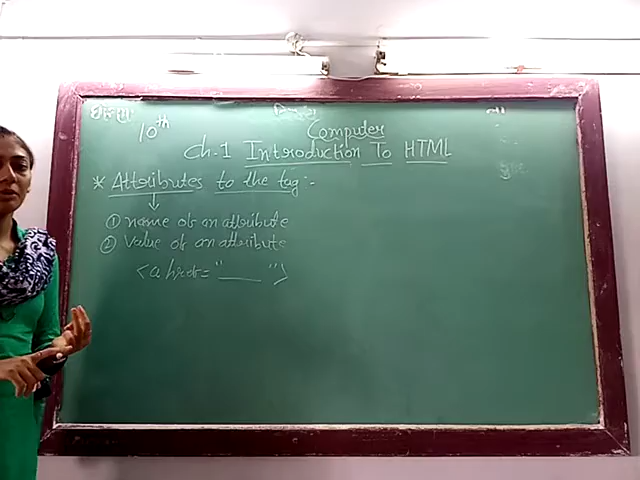 10th
Computer
Ch.1 Introduction To HTML
* Attributes to the tag :-
① name of an attribute
② Value of an attribute
<a href="____">